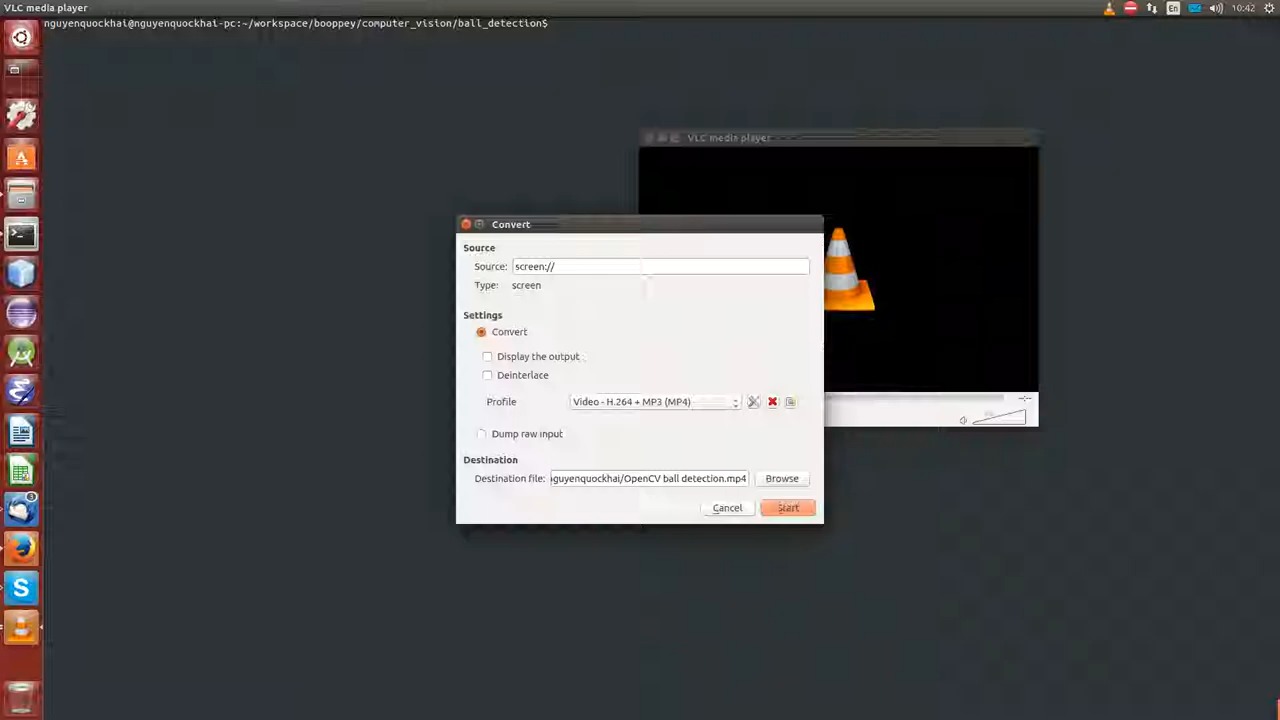 VLC media player
En
10:42
nguyenquockhai@nguyenquockhai-pc:~/workspace/booppey/computer_vision/ball_detection$
VLC media player
Convert
Source
Source: screen://
Type: screen
Settings
Convert
Display the output
Deinterlace
Profile Video - H.264 + MP3 (MP4)
Dump raw input
Destination
Destination file: guyenquockhai/OpenCV ball detection.mp4 Browse
Cancel Start
3
S